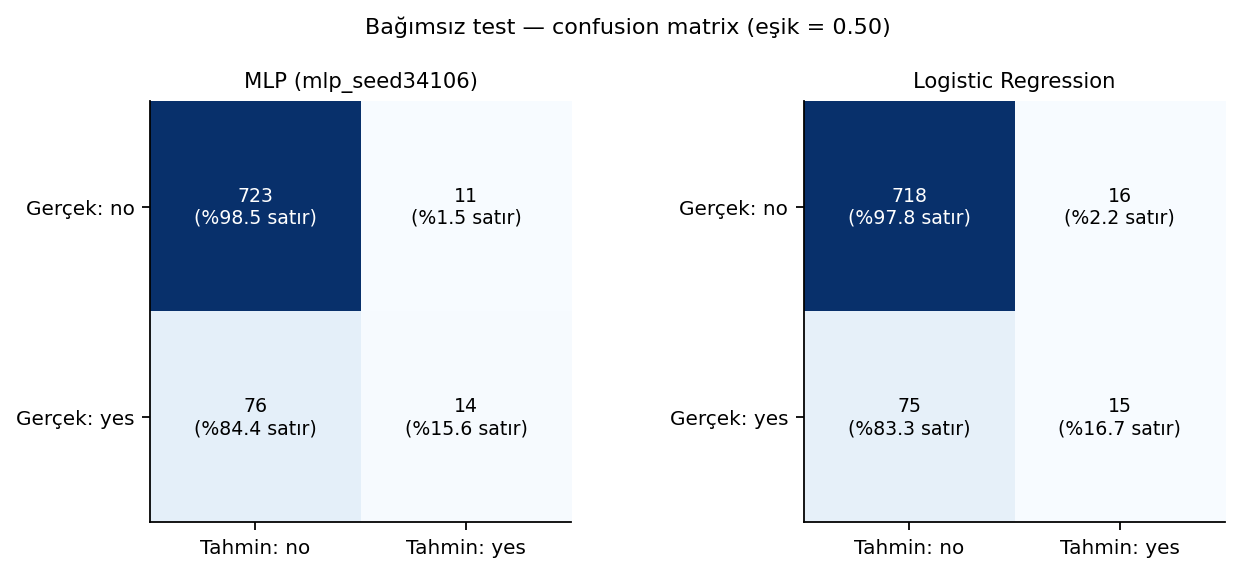 Bağımsız test — confusion matrix (eşik = 0.50)
MLP (mlp_seed34106)
Gerçek: no
723
(%98.5 satır)
11
(%1.5 satır)
Gerçek: yes
76
(%84.4 satır)
14
(%15.6 satır)
Tahmin: no
Tahmin: yes
Logistic Regression
Gerçek: no
718
(%97.8 satır)
16
(%2.2 satır)
Gerçek: yes
75
(%83.3 satır)
15
(%16.7 satır)
Tahmin: no
Tahmin: yes